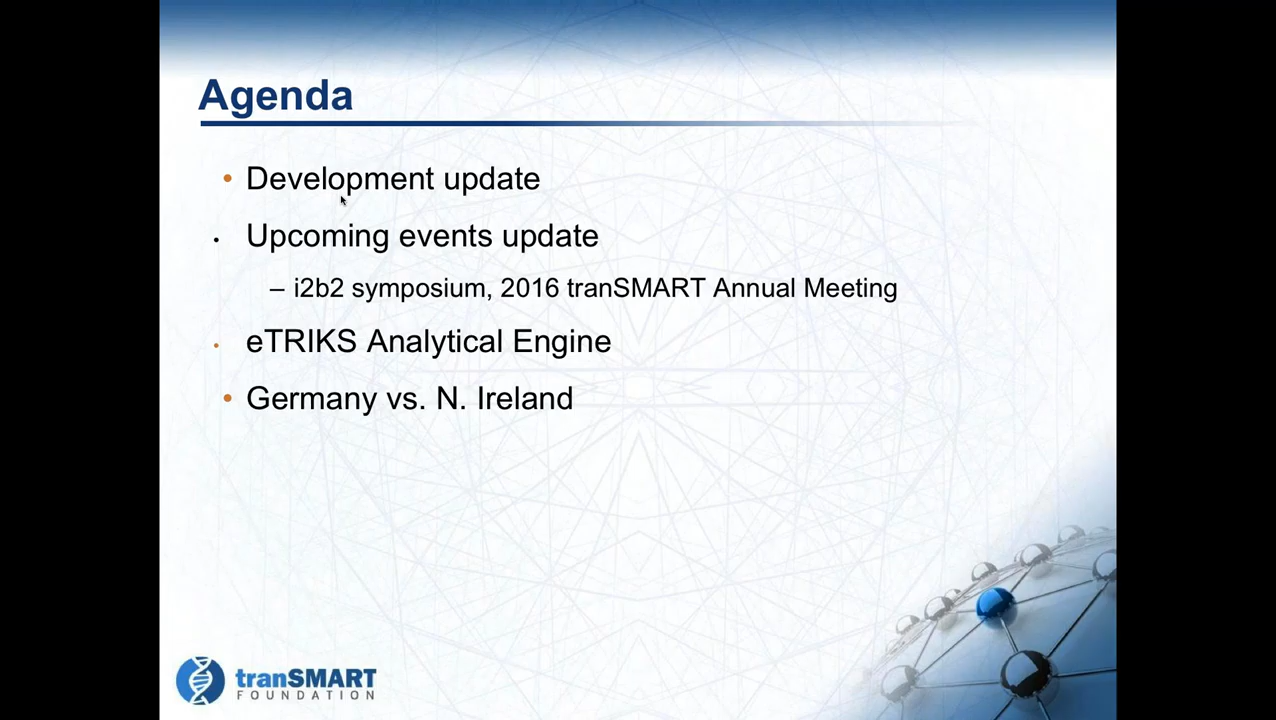 Agenda
• Development update
• Upcoming events update
– i2b2 symposium, 2016 tranSMART Annual Meeting
• eTRIKS Analytical Engine
• Germany vs. N. Ireland
tranSMART
FOUNDATION